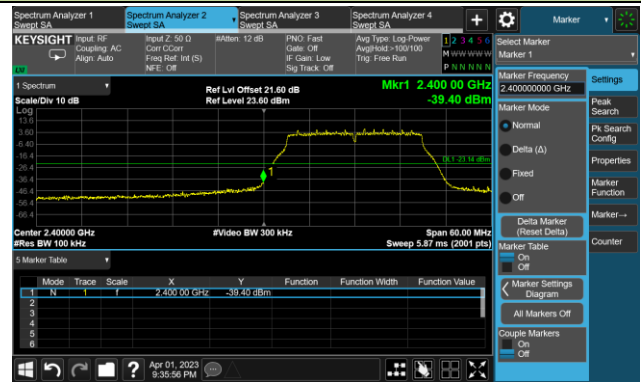 Spectrum Analyzer 1
Swept SA
Spectrum Analyzer 2
Swept SA
Spectrum Analyzer 3
Swept SA
Spectrum Analyzer 4
Swept SA
+
Marker
KEYSIGHT
Input: RF
Coupling: AC
Align: Auto
Input Z: 50 Ω
Corr CCorr
Freq Ref: Int (S)
NFE: Off
#Atten: 12 dB
PNO: Fast
Gate: Off
IF Gain: Low
Sig Track: Off
Avg Type: Log-Power
Avg|Hold:>100/100
Trig: Free Run
1 2 3 4 5 6
M W W W W W
P N N N N N
LW
Select Marker
Marker 1
1 Spectrum
Scale/Div 10 dB
Ref Lvl Offset 21.60 dB
Ref Level 23.60 dBm
Mkr1 2.400 00 GHz
-39.40 dBm
Log
13.6
3.60
-6.40
-16.4
-26.4
-36.4
-46.4
-56.4
-66.4
DL1 -23.14 dBm
1
Center 2.40000 GHz
#Res BW 100 kHz
#Video BW 300 kHz
Span 60.00 MHz
Sweep 5.87 ms (2001 pts)
5 Marker Table
Mode Trace Scale X Y Function Function Width Function Value
1 N 1 f 2.400 00 GHz -39.40 dBm
2
3
4
5
6
Marker Frequency
2.400000000 GHz
Marker Mode
Normal
Delta (Δ)
Fixed
Off
Delta Marker
(Reset Delta)
Marker Table
On
Off
Marker Settings
Diagram
All Markers Off
Couple Markers
On
Off
Settings
Peak
Search
Pk Search
Config
Properties
Marker
Function
Marker→
Counter
?
Apr 01, 2023
9:35:56 PM